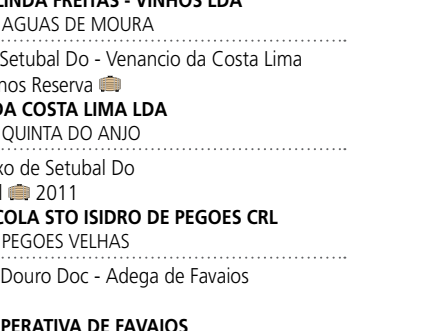 LINDA FREITAS - VINHOS LDA
AGUAS DE MOURA
Setubal Do - Venancio da Costa Lima
nos Reserva
DA COSTA LIMA LDA
QUINTA DO ANJO
xo de Setubal Do
2011
COLA STO ISIDRO DE PEGOES CRL
PEGOES VELHAS
Douro Doc - Adega de Favaios
PERATIVA DE FAVAIOS